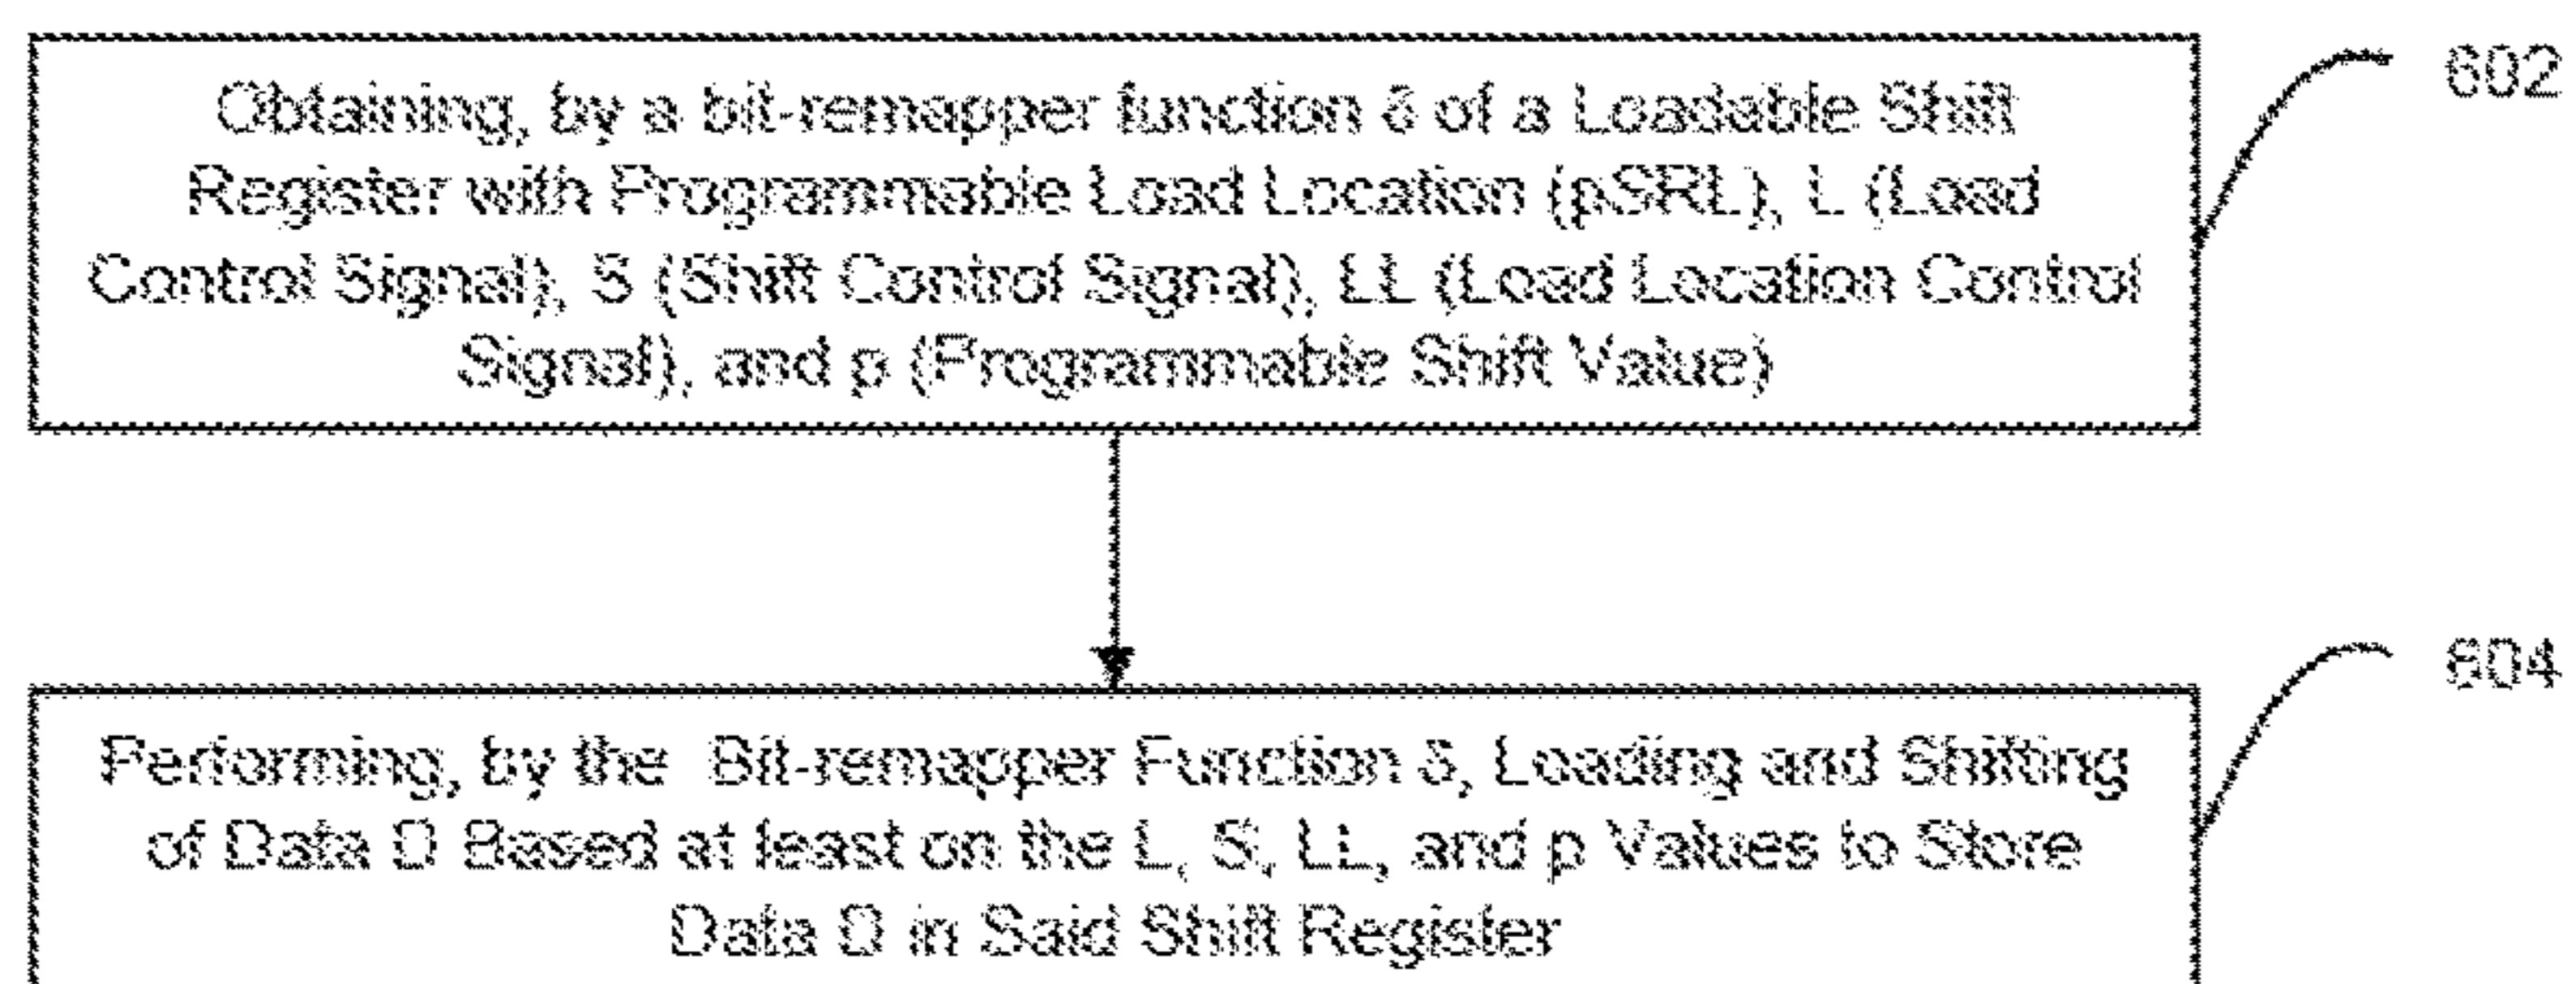 Obtaining, by a bit-remapper function δ of a Loadable Shift
602
Register with Programmable Load Location (pSRL), L (Load
Control Signal), S (Shift Control Signal), LL (Load Location Control
Signal), and p (Programmable Shift Value)
604
Performing, by the Bit-remapper Function δ, Loading and Shifting
of Data D Based at least on the L, S, LL, and p Values to Store
Data D in Said Shift Register